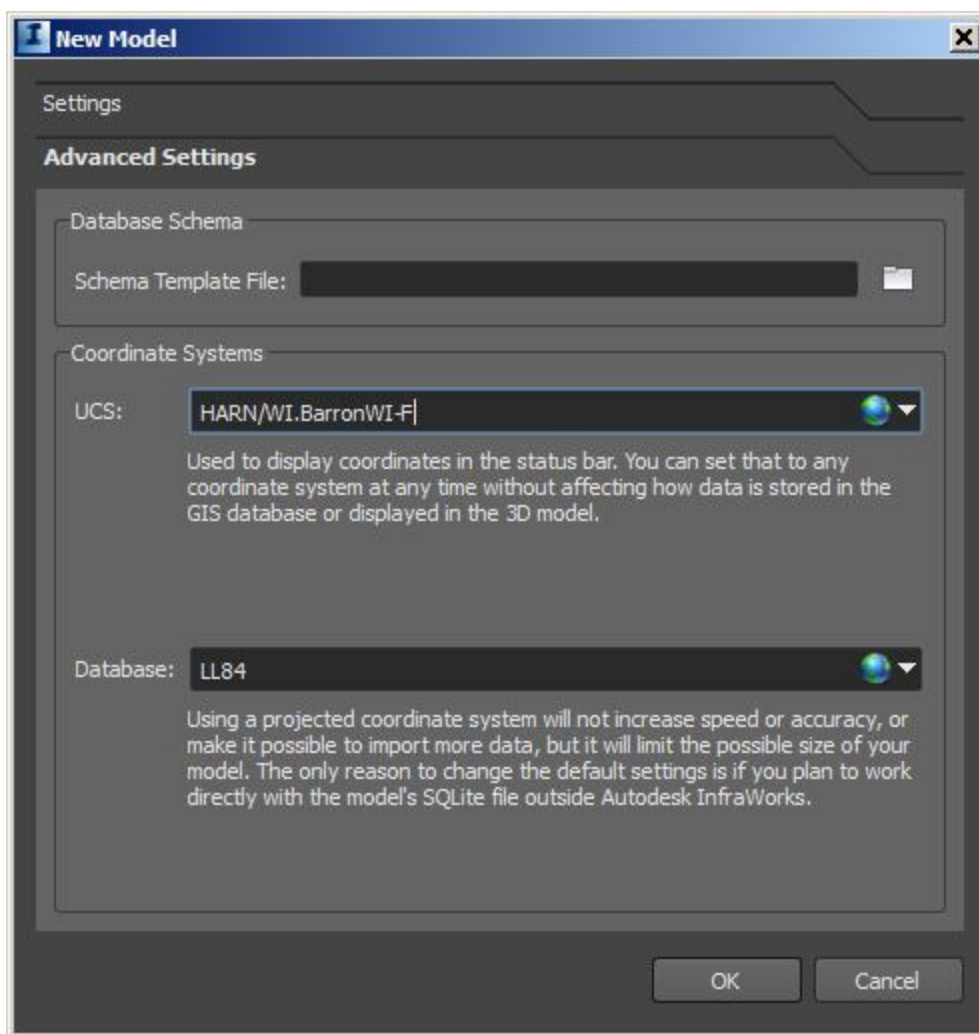 New Model
Settings
Advanced Settings
Database Schema
Schema Template File:
Coordinate Systems
UCS:
HARN/WI.BarronWI-F
Used to display coordinates in the status bar. You can set that to any
coordinate system at any time without affecting how data is stored in the
GIS database or displayed in the 3D model.
Database:
LL84
Using a projected coordinate system will not increase speed or accuracy, or
make it possible to import more data, but it will limit the possible size of your
model. The only reason to change the default settings is if you plan to work
directly with the model's SQLite file outside Autodesk InfraWorks.
OK
Cancel